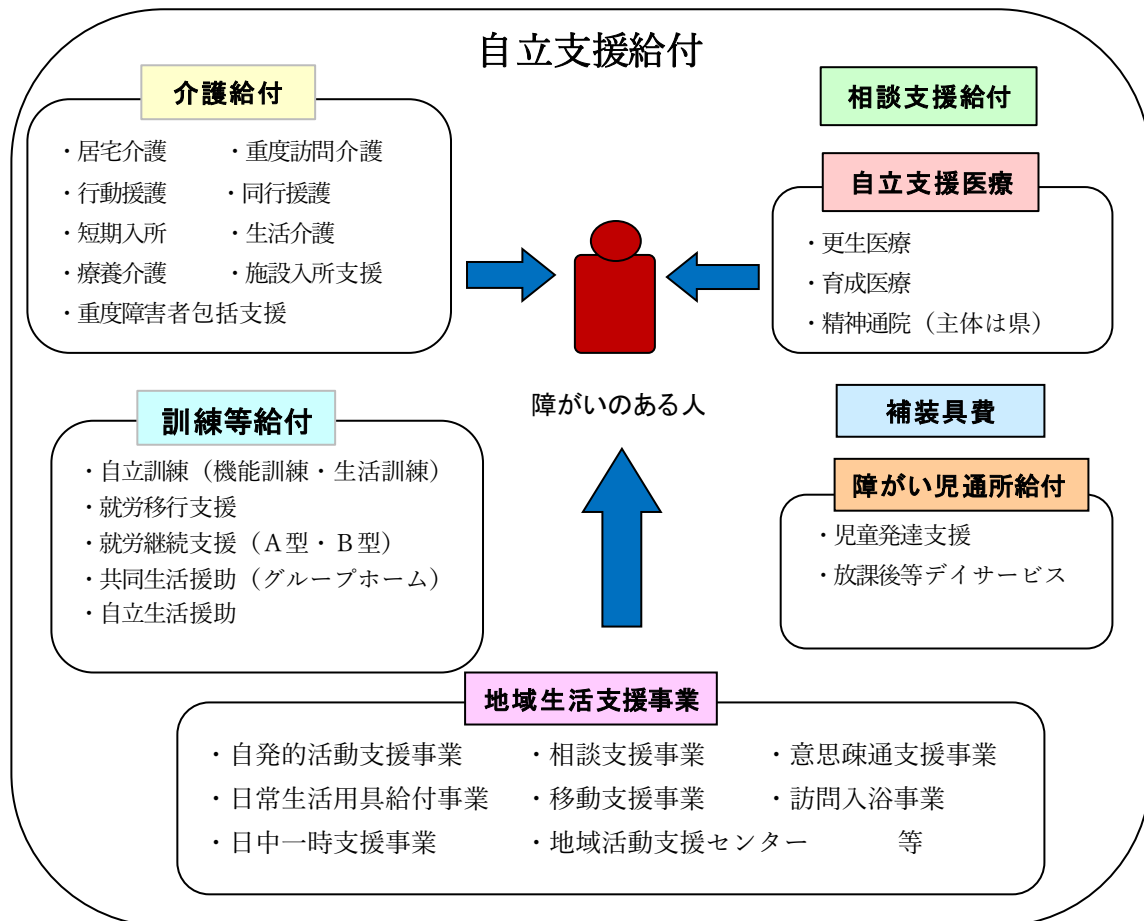 自立支援給付
介護給付
・居宅介護 ・重度訪問介護
・行動援護 ・同行援護
・短期入所 ・生活介護
・療養介護 ・施設入所支援
・重度障害者包括支援
相談支援給付
自立支援医療
・更生医療
・育成医療
・精神通院（主体は県）
障がいのある人
訓練等給付
・自立訓練（機能訓練・生活訓練）
・就労移行支援
・就労継続支援（Ａ型・Ｂ型）
・共同生活援助（グループホーム）
・自立生活援助
補装具費
障がい児通所給付
・児童発達支援
・放課後等デイサービス
地域生活支援事業
・自発的活動支援事業 ・相談支援事業 ・意思疎通支援事業
・日常生活用具給付事業 ・移動支援事業 ・訪問入浴事業
・日中一時支援事業 ・地域活動支援センター 等